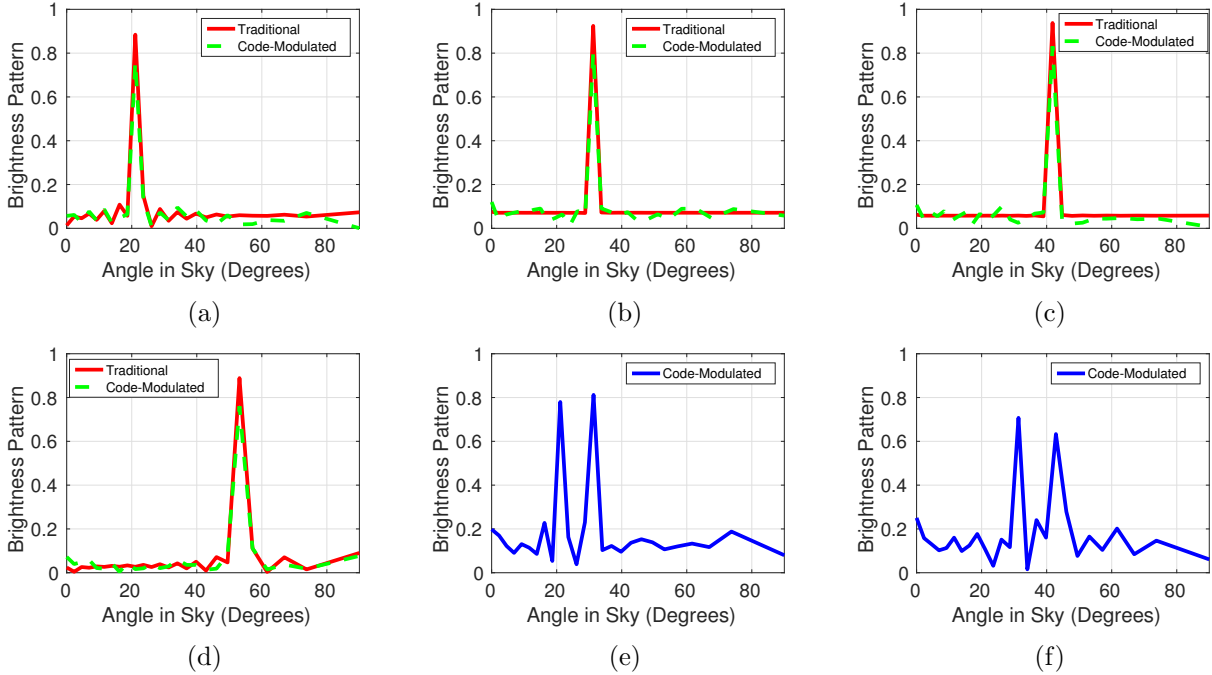 Brightness Pattern
1
0.8
0.6
0.4
0.2
0
0 20 40 60 80
Angle in Sky (Degrees)
Traditional
Code-Modulated
(a)
Brightness Pattern
1
0.8
0.6
0.4
0.2
0
0 20 40 60 80
Angle in Sky (Degrees)
Traditional
Code-Modulated
(b)
Brightness Pattern
1
0.8
0.6
0.4
0.2
0
0 20 40 60 80
Angle in Sky (Degrees)
Traditional
Code-Modulated
(c)
Brightness Pattern
1
0.8
0.6
0.4
0.2
0
0 20 40 60 80
Angle in Sky (Degrees)
Traditional
Code-Modulated
(d)
Brightness Pattern
1
0.8
0.6
0.4
0.2
0
0 20 40 60 80
Angle in Sky (Degrees)
Code-Modulated
(e)
Brightness Pattern
1
0.8
0.6
0.4
0.2
0
0 20 40 60 80
Angle in Sky (Degrees)
Code-Modulated
(f)